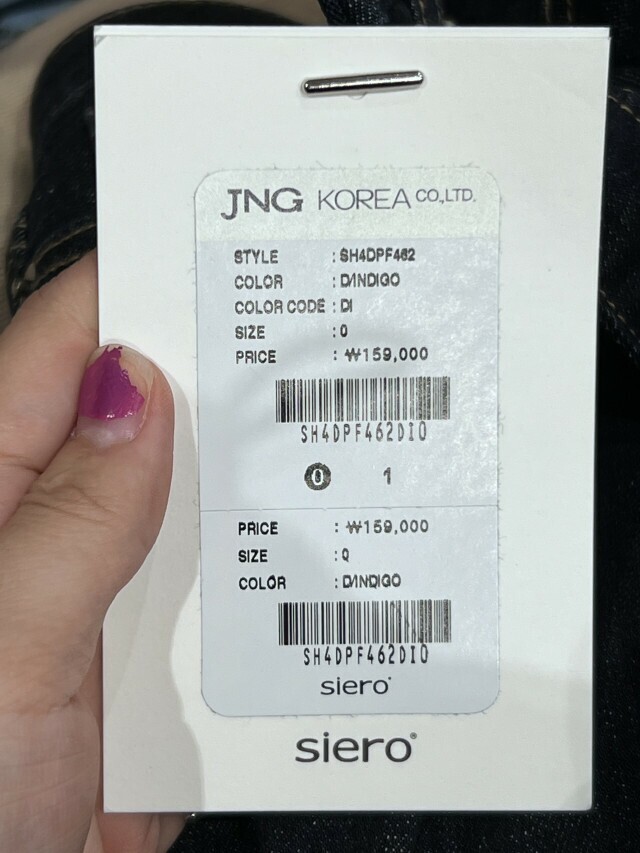 JNG KOREA CO.,LTD.
STYLE : SH4DPF462
COLOR : D/INDIGO
COLOR CODE : DI
SIZE : 0
PRICE : ₩159,000
SH4DPF462DI0
0 1
PRICE : ₩159,000
SIZE : 0
COLOR : D/INDIGO
SH4DPF462DI0
siero®
siero®